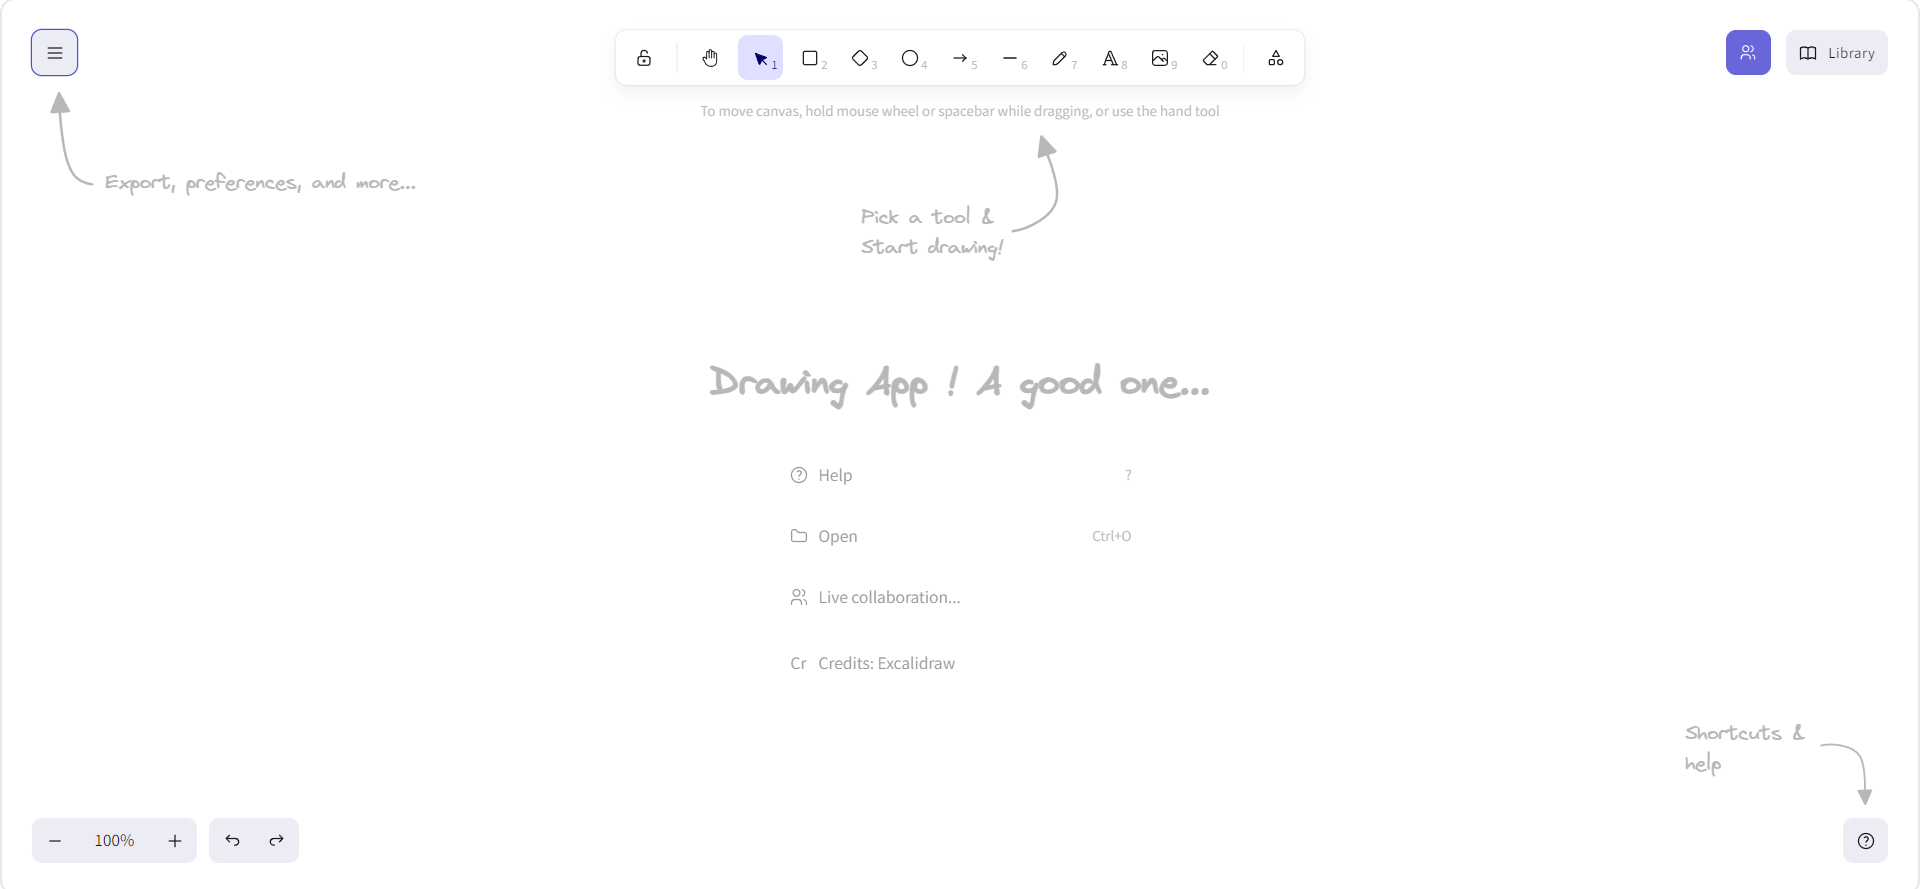 1 2 3 4 5 6 7 8 9 0
Library
To move canvas, hold mouse wheel or spacebar while dragging, or use the hand tool
Export, preferences, and more...
Pick a tool &
Start drawing!
Drawing App ! A good one...
Help ?
Open Ctrl+O
Live collaboration...
Cr Credits: Excalidraw
Shortcuts &
help
100%